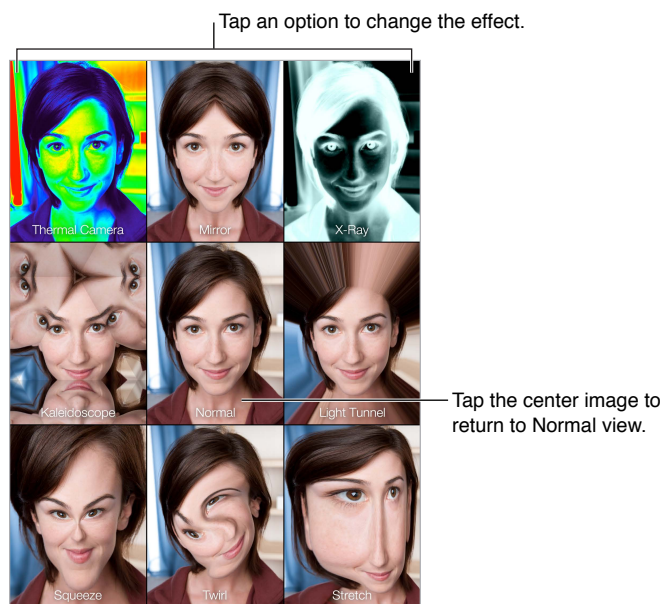 Tap an option to change the effect.
Thermal Camera
Mirror
X-Ray
Kaleidoscope
Normal
Light Tunnel
Tap the center image to
return to Normal view.
Squeeze
Twirl
Stretch